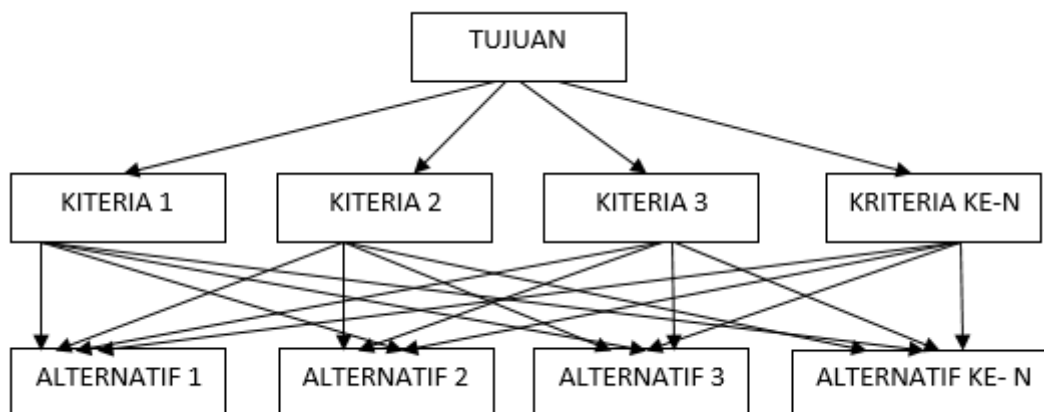 TUJUAN
KITERIA 1
KITERIA 2
KITERIA 3
KRITERIA KE-N
ALTERNATIF 1
ALTERNATIF 2
ALTERNATIF 3
ALTERNATIF KE- N